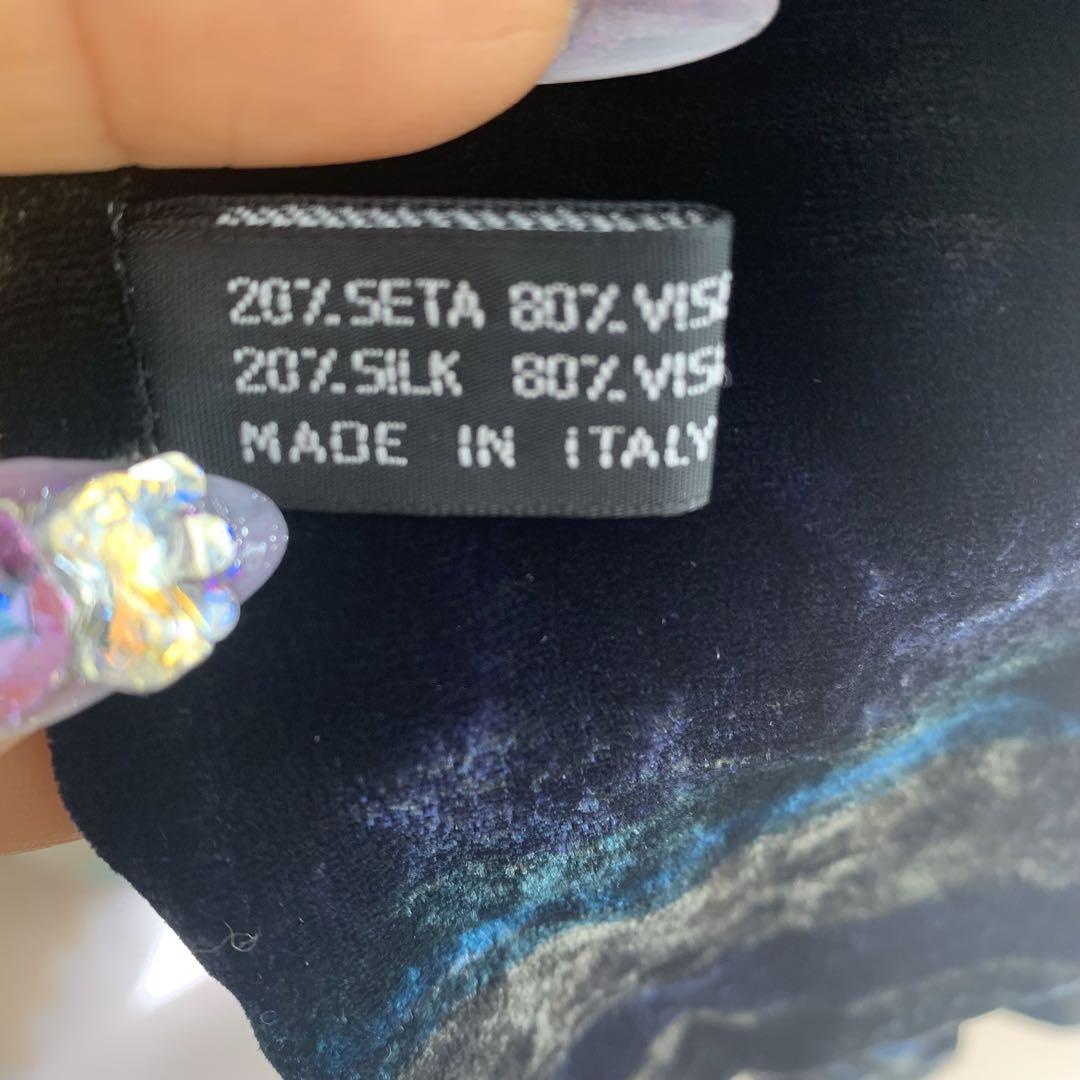 20% SETA 80% VIS
20% SILK 80% VIS
MADE IN ITALY